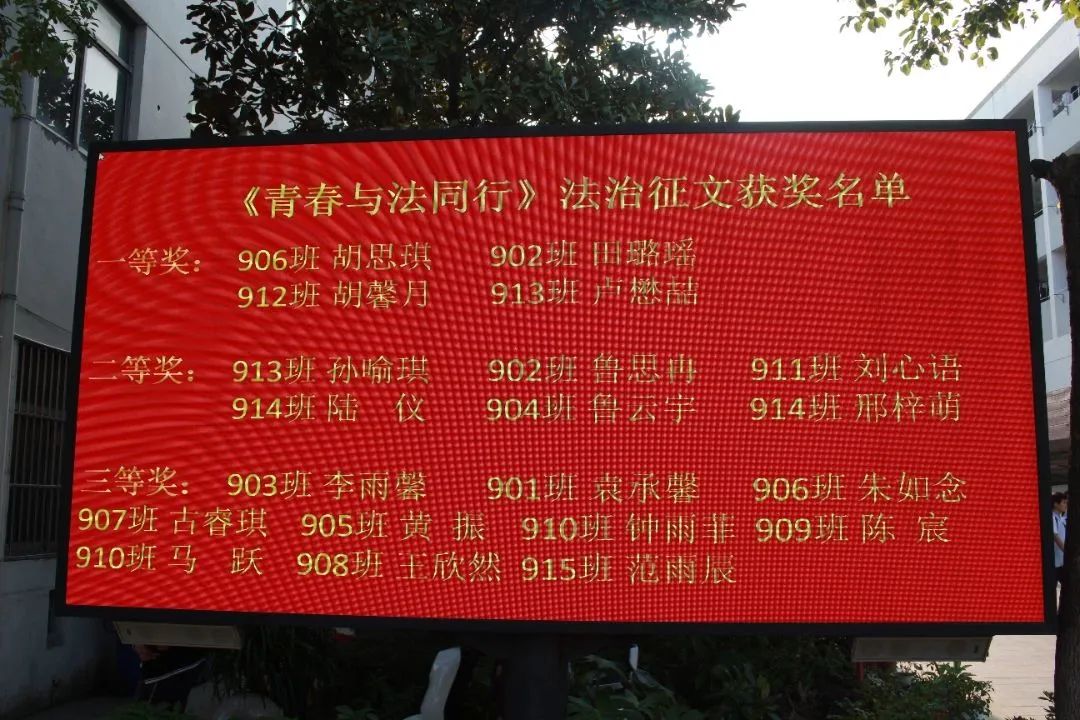 《青春与法同行》法治征文获奖名单
一等奖： 906班 胡思琪 902班 田璐瑶
912班 胡馨月 913班 卢懋喆
二等奖： 913班 孙喻琪 902班 鲁思冉 911班 刘心语
914班 陆 仪 904班 鲁云宇 914班 邢梓萌
三等奖： 903班 李雨馨 901班 袁承馨 906班 朱如念
907班 古睿琪 905班 黄 振 910班 钟雨菲 909班 陈 宸
910班 马 跃 908班 王欣然 915班 范雨辰